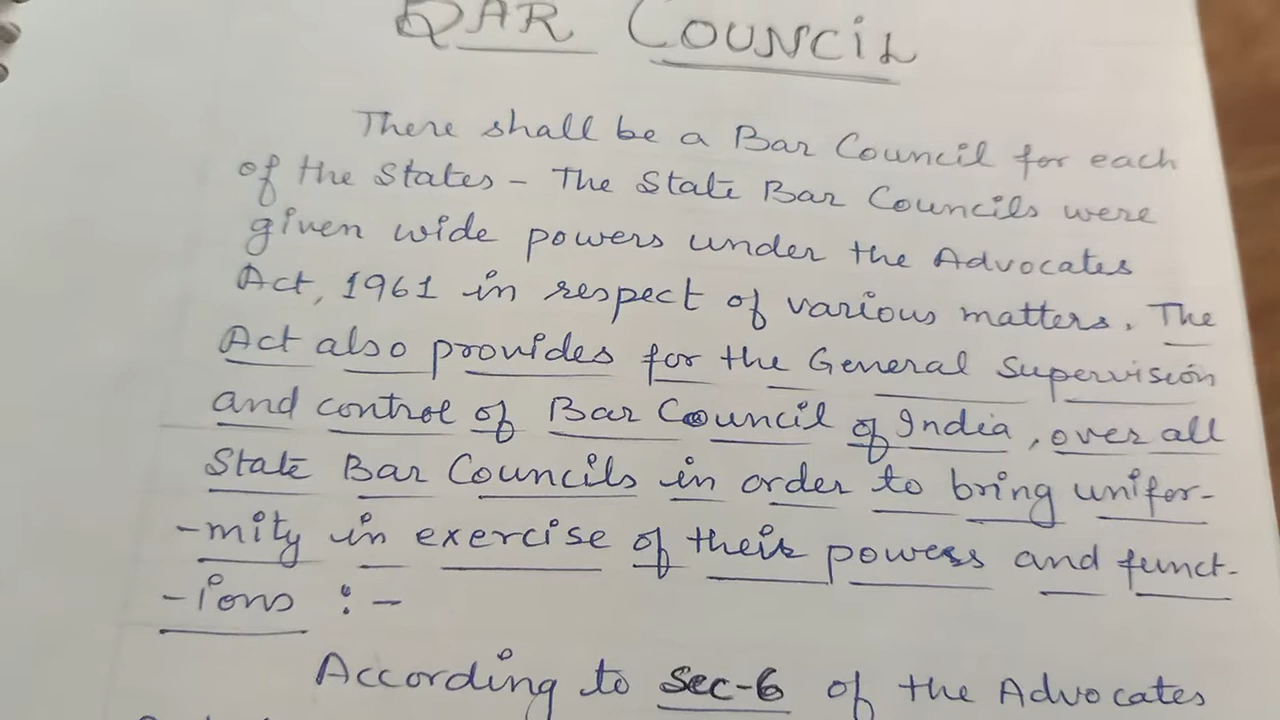 BAR COUNCIL
There shall be a Bar Council for each
of the States - The State Bar Councils were
given wide powers under the Advocates
Act, 1961 in respect of various matters. The
Act also provides for the General Supervision
and control of Bar Council of India, over all
State Bar Councils in order to bring unifor-
-mity in exercise of their powers and funct-
-ions :-
According to Sec-6 of the Advocates